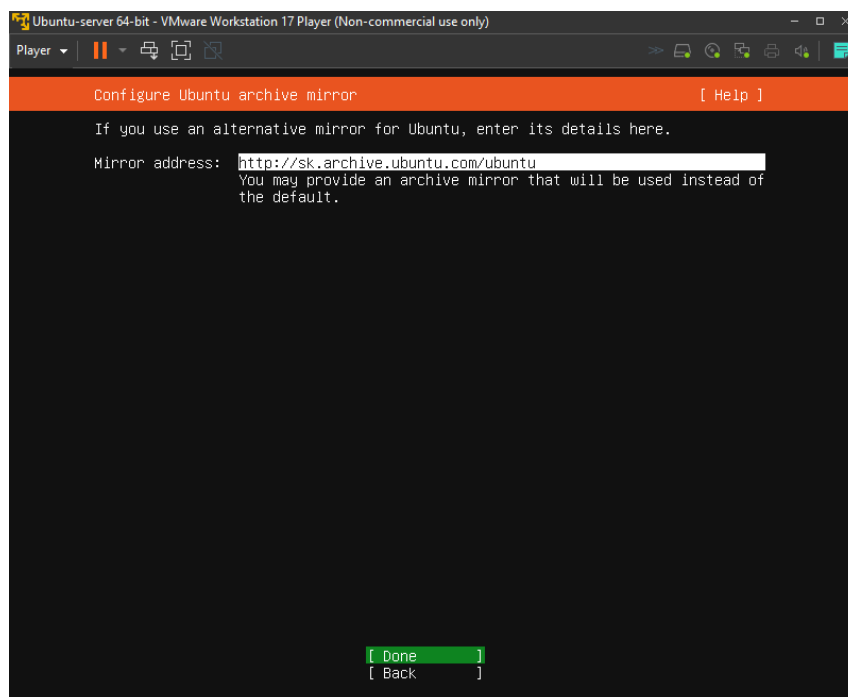 Ubuntu-server 64-bit - VMware Workstation 17 Player (Non-commercial use only)
Player
Configure Ubuntu archive mirror [ Help ]
If you use an alternative mirror for Ubuntu, enter its details here.
Mirror address: http://sk.archive.ubuntu.com/ubuntu
You may provide an archive mirror that will be used instead of
the default.
[ Done ]
[ Back ]